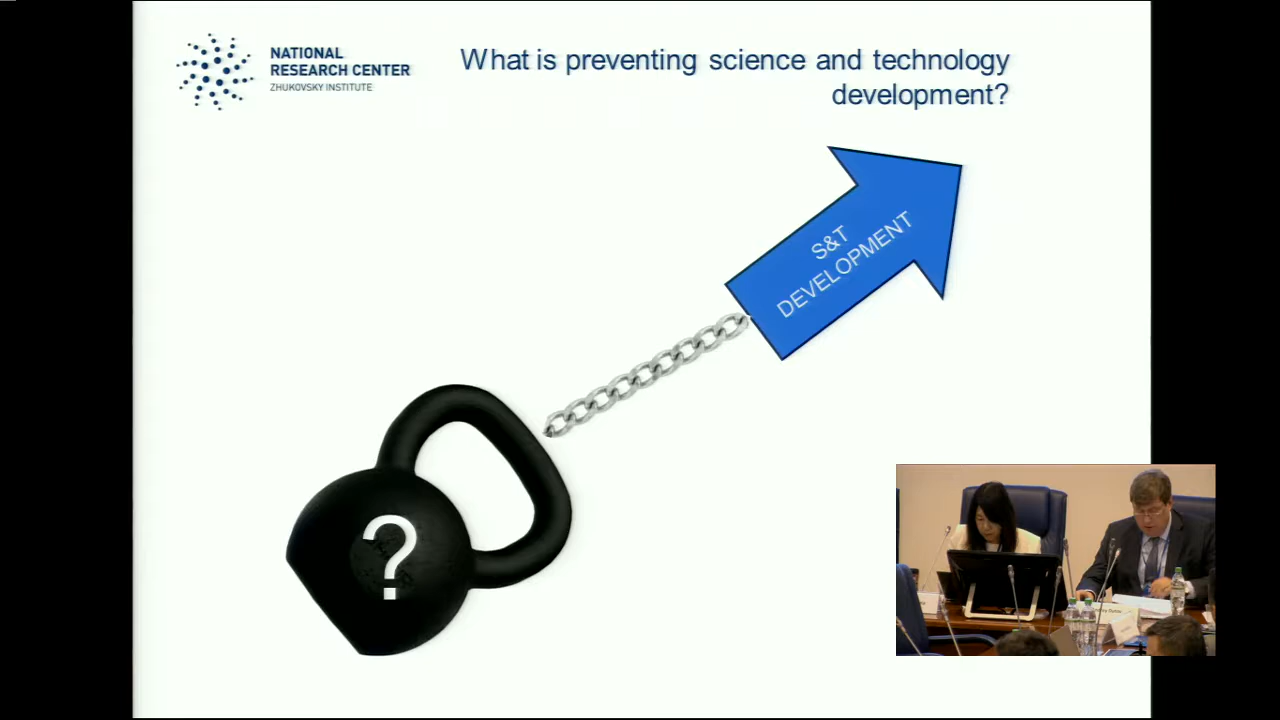 NATIONAL
RESEARCH CENTER
ZHUKOVSKY INSTITUTE
What is preventing science and technology
development?
S&T
DEVELOPMENT
?